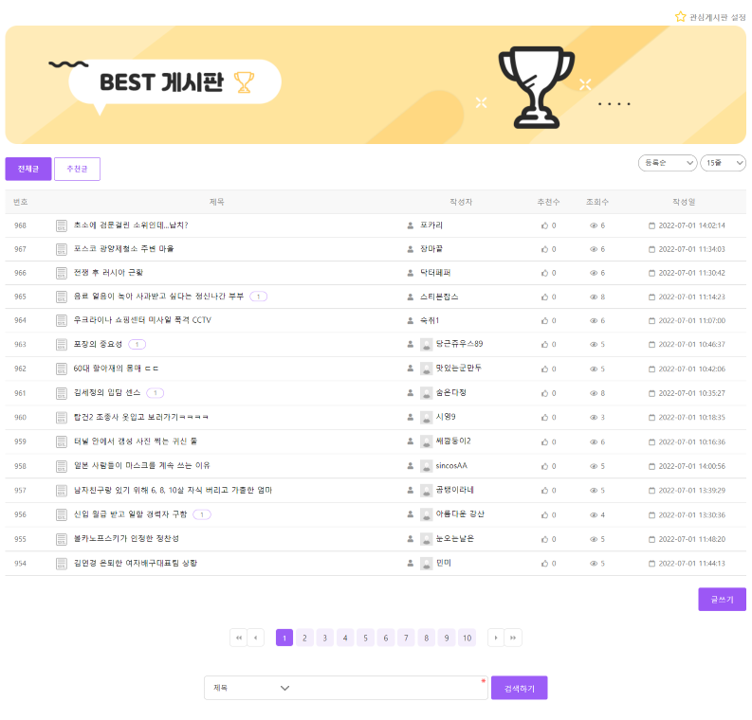 관심게시판 설정
BEST 게시판
전체글 추천글 등록순 15줄
번호 제목 작성자 추천수 조회수 작성일
968 초소에 검문걸린 소위인데...납치? 포카리 0 6 2022-07-01 14:02:14
967 포스코 광양제철소 주변 마을 장마끝 0 6 2022-07-01 11:34:03
966 전쟁 후 러시아 근황 닥터페퍼 0 6 2022-07-01 11:30:42
965 음료 얼음이 녹아 사과받고 싶다는 정신나간 부부 1 스티븐찹스 0 8 2022-07-01 11:14:23
964 우크라이나 쇼핑센터 미사일 폭격 CCTV 숙취1 0 6 2022-07-01 11:07:00
963 포장의 중요성 1 당근쥬우스89 0 5 2022-07-01 10:46:37
962 60대 할아재의 몸매 ㄷㄷ 맛있는군만두 0 5 2022-07-01 10:42:06
961 김세정의 입담 센스 1 숨은다정 0 8 2022-07-01 10:35:27
960 탑건2 조종사 옷입고 보러가기ㅋㅋㅋㅋ 시명9 0 3 2022-07-01 10:18:35
959 터널 안에서 갬성 사진 찍는 귀신 둘 쌔깜둥이2 0 6 2022-07-01 10:16:36
958 일본 사람들이 마스크를 계속 쓰는 이유 sincosAA 0 5 2022-07-01 14:00:56
957 남자친구랑 있기 위해 6, 8, 10살 자식 버리고 가출한 엄마 곰탱이라네 0 5 2022-07-01 13:39:29
956 신입 월급 받고 일할 경력자 구함 1 아름다운 강산 0 4 2022-07-01 13:30:36
955 볼카노프스키가 인정한 정찬성 눈오는날은 0 5 2022-07-01 11:48:20
954 김연경 은퇴한 여자배구대표팀 상황 민미 0 5 2022-07-01 11:44:13
글쓰기
1 2 3 4 5 6 7 8 9 10
제목 * 검색하기